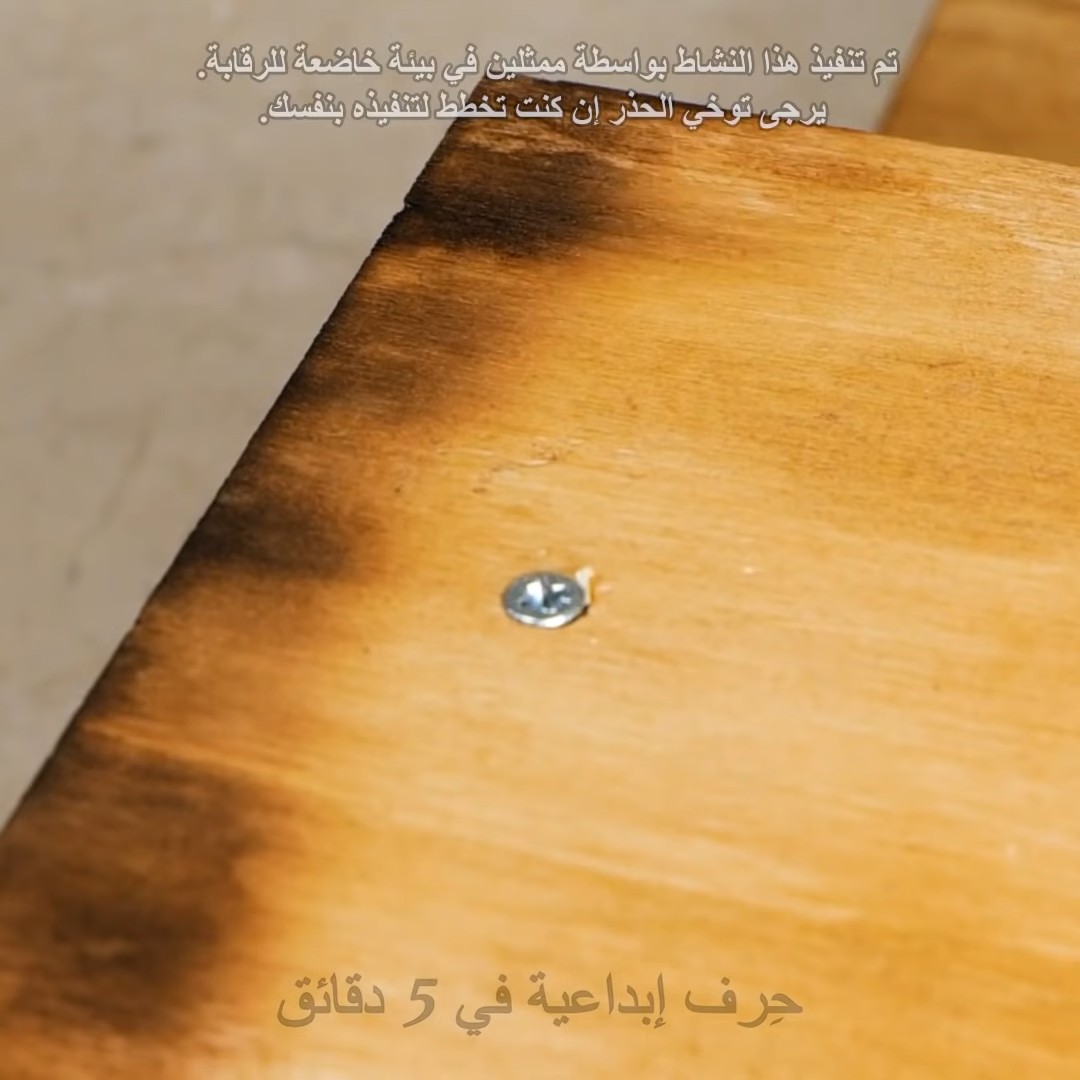 تم تنفيذ هذا النشاط بواسطة ممثلين في بيئة خاضعة للرقابة.
يرجى توخي الحذر إن كنت تخطط لتنفيذه بنفسك.
حِرف إبداعية في 5 دقائق